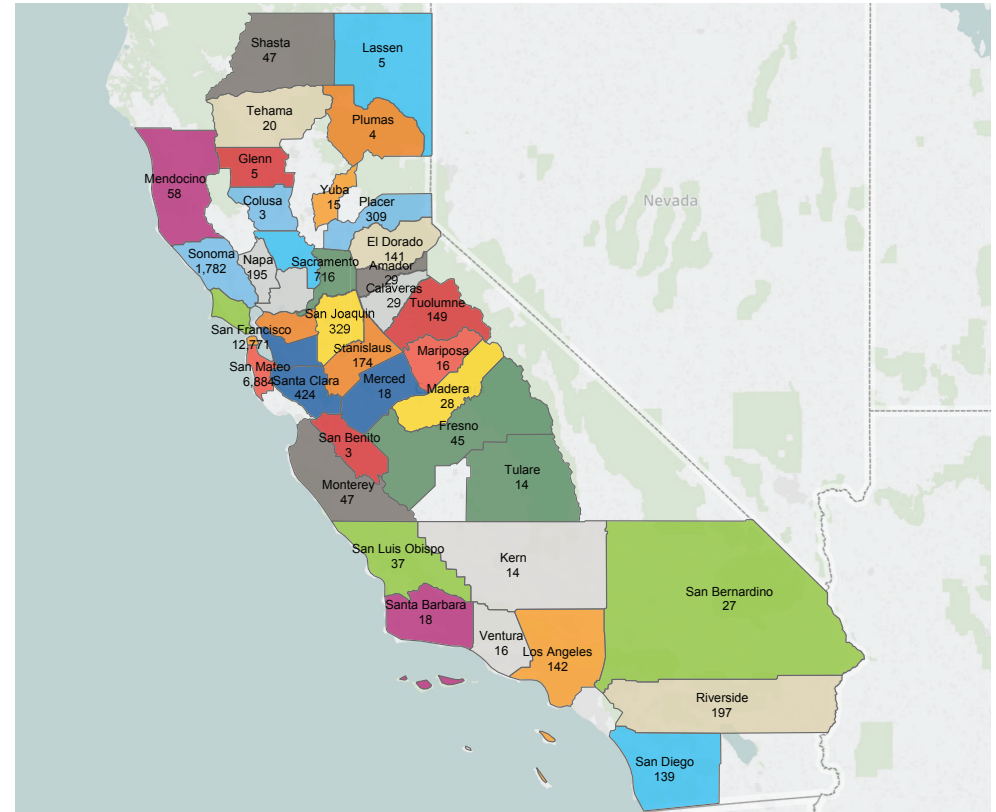 Shasta
47
Lassen
5
Tehama
20
Plumas
4
Glenn
5
Mendocino
58
Yuba
15
Colusa
3
Placer
309
Nevada
El Dorado
141
Sonoma
1,782
Napa
195
Sacramento
716
Amador
29
Calaveras
29
Tuolumne
149
San Joaquin
329
San Francisco
12,771
Stanislaus
174
Mariposa
16
San Mateo
6,884
Santa Clara
424
Merced
18
Madera
28
Fresno
45
San Benito
3
Tulare
14
Monterey
47
San Luis Obispo
37
Kern
14
San Bernardino
27
Santa Barbara
18
Ventura
16
Los Angeles
142
Riverside
197
San Diego
139